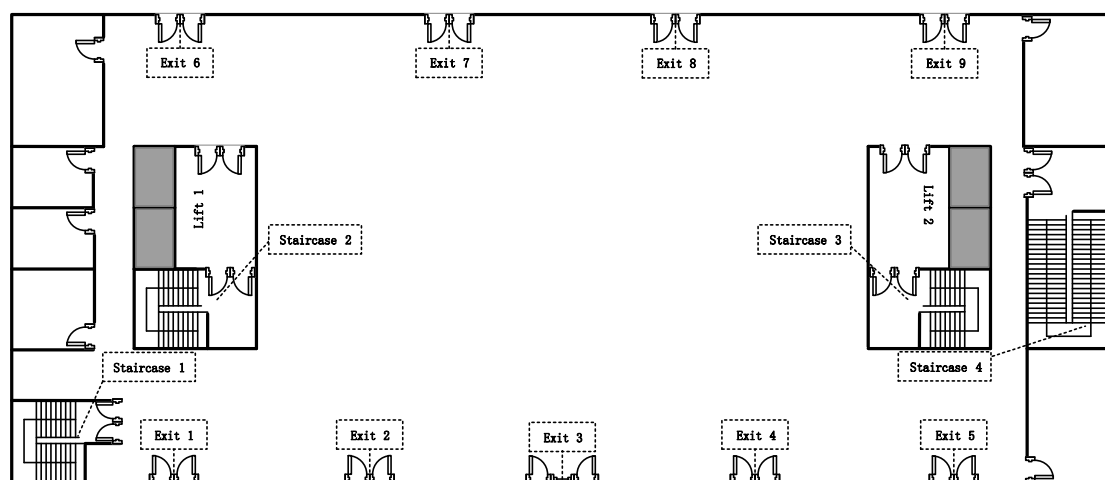 Exit 6
Exit 7
Exit 8
Exit 9
Lift 1
Lift 2
Staircase 2
Staircase 3
Staircase 1
Staircase 4
Exit 1
Exit 2
Exit 3
Exit 4
Exit 5